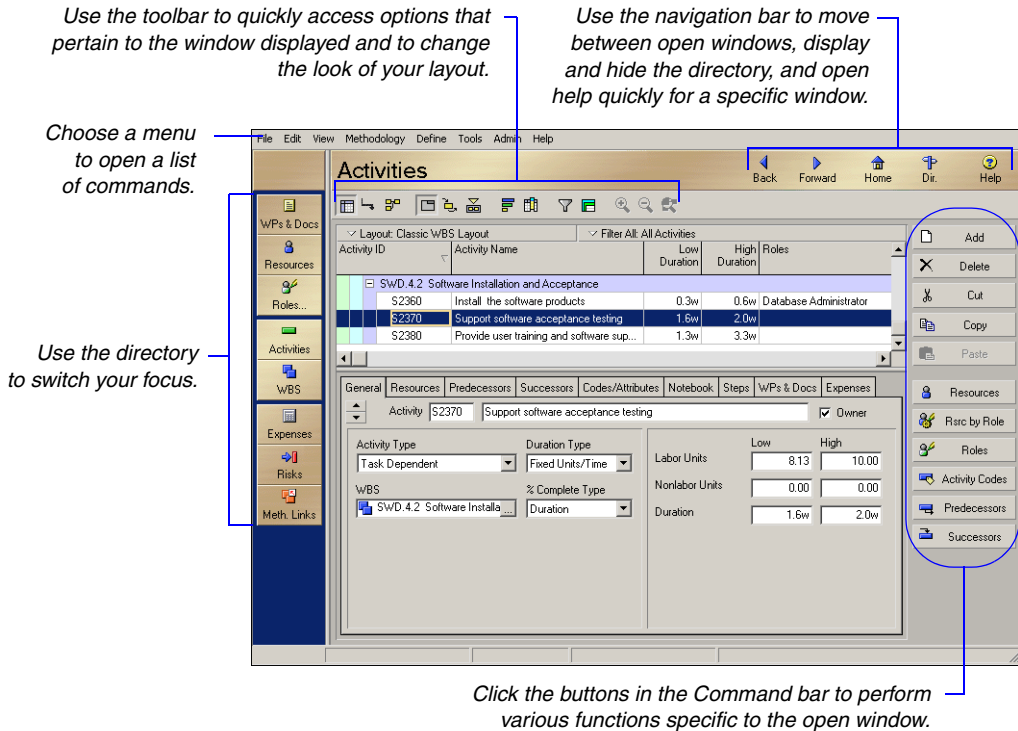 Use the toolbar to quickly access options that
pertain to the window displayed and to change
the look of your layout.
Use the navigation bar to move
between open windows, display
and hide the directory, and open
help quickly for a specific window.
Choose a menu
to open a list
of commands.
Use the directory
to switch your focus.
File Edit View Methodology Define Tools Admin Help
Activities
Back Forward Home Dir. Help
WPs & Docs
Resources
Roles...
Activities
WBS
Expenses
Risks
Meth. Links
Layout: Classic WBS Layout Filter All: All Activities
Activity ID Activity Name Low Duration High Duration Roles
SWD.4.2 Software Installation and Acceptance
S2360 Install the software products 0.3w 0.6w Database Administrator
S2370 Support software acceptance testing 1.6w 2.0w
S2380 Provide user training and software sup... 1.3w 3.3w
General Resources Predecessors Successors Codes/Attributes Notebook Steps WPs & Docs Expenses
Activity S2370 Support software acceptance testing Owner
Activity Type Duration Type
Task Dependent Fixed Units/Time
WBS % Complete Type
SWD.4.2 Software Installa ... Duration
Low High
Labor Units 8.13 10.00
Nonlabor Units 0.00 0.00
Duration 1.6w 2.0w
Add
Delete
Cut
Copy
Paste
Resources
Rsrc by Role
Roles
Activity Codes
Predecessors
Successors
Click the buttons in the Command bar to perform
various functions specific to the open window.